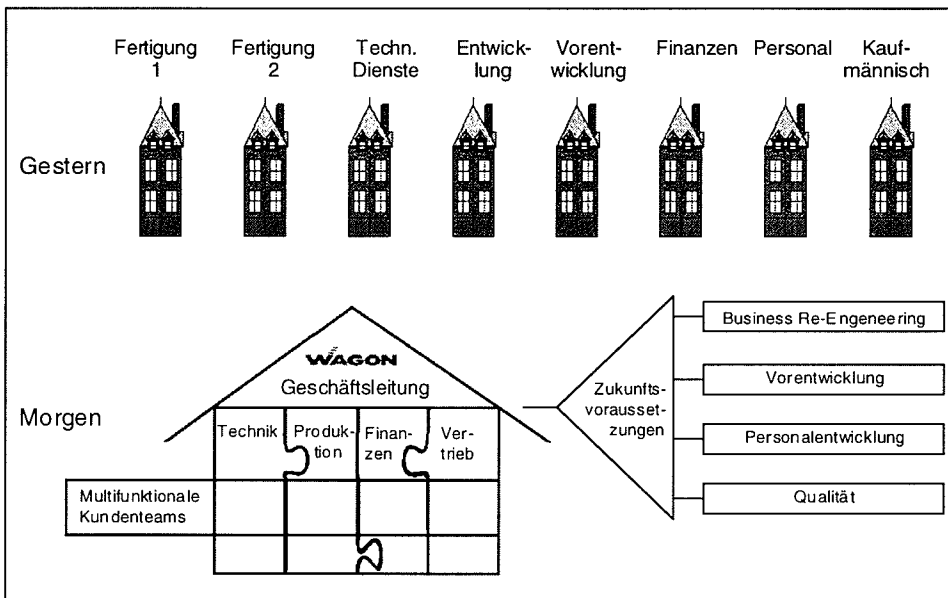 Fertigung
1
Fertigung
2
Techn.
Dienste
Entwick-
lung
Vorent-
wicklung
Finanzen
Personal
Kauf-
männisch
Gestern
Morgen
WAGON
Geschäftsleitung
Technik
Produk-
tion
Finan-
zen
Ver-
trieb
Multifunktionale
Kundenteams
Zukunfts-
voraausset-
zungen
Business Re-Engeneering
Vorentwicklung
Personalentwicklung
Qualität